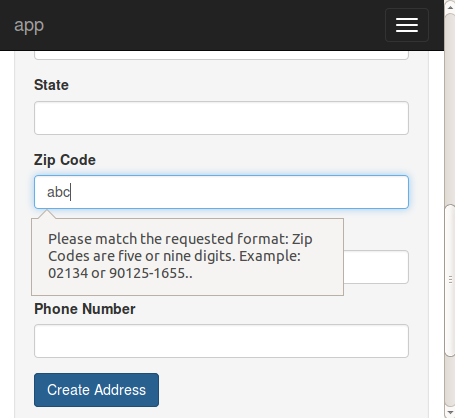 app
State
Zip Code
abc
Please match the requested format: Zip
Codes are five or nine digits. Example:
02134 or 90125-1655..
Phone Number
Create Address